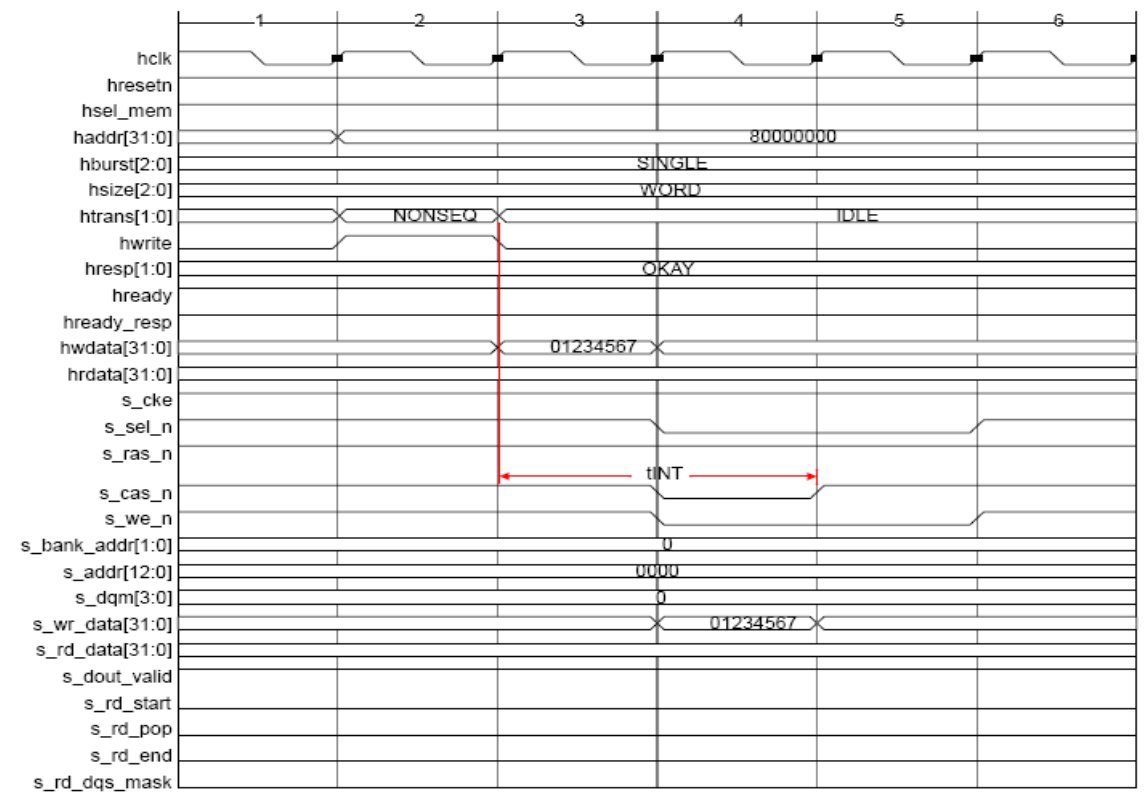 1 2 3 4 5 6
hclk
hresetn
hsel_mem
haddr[31:0] 80000000
hburst[2:0] SINGLE
hsize[2:0] WORD
htrans[1:0] NONSEQ IDLE
hwrite
hresp[1:0] OKAY
hready
hready_resp
hwdata[31:0] 01234567
hrdata[31:0]
s_cke
s_sel_n
s_ras_n
tINT
s_cas_n
s_we_n
s_bank_addr[1:0] 0
s_addr[12:0] 0000
s_dqm[3:0] 0
s_wr_data[31:0] 01234567
s_rd_data[31:0]
s_dout_valid
s_rd_start
s_rd_pop
s_rd_end
s_rd_dqs_mask